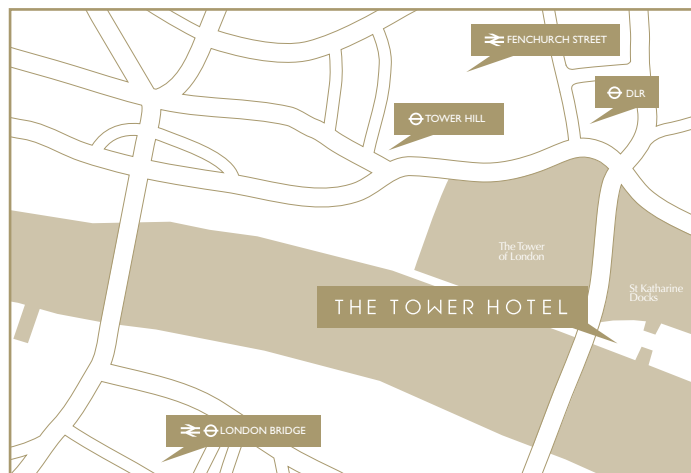 FENCHURCH STREET
DLR
TOWER HILL
The Tower
of London
St Katharine
Docks
THE TOWER HOTEL
LONDON BRIDGE